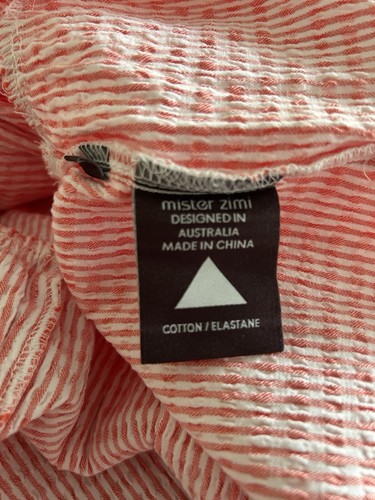 mister zimi
DESIGNED IN
AUSTRALIA
MADE IN CHINA
COTTON / ELASTANE